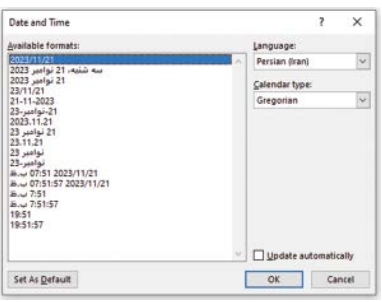 Date and Time
? ×
Available formats:
2023/11/21
سه شنبه، 21 نوامبر 2023
21 نوامبر 2023
23/11/21
21-11-2023
21-نوامبر-23
2023.11.21
21 نوامبر 23
23.11.21
نوامبر 23
نوامبر-23
2023/11/21 07:51 ب.ظ
2023/11/21 07:51:57 ب.ظ
7:51 ب.ظ
7:51:57 ب.ظ
19:51
19:51:57
Language:
Persian (Iran)
Calendar type:
Gregorian
Update automatically
Set As Default
OK
Cancel